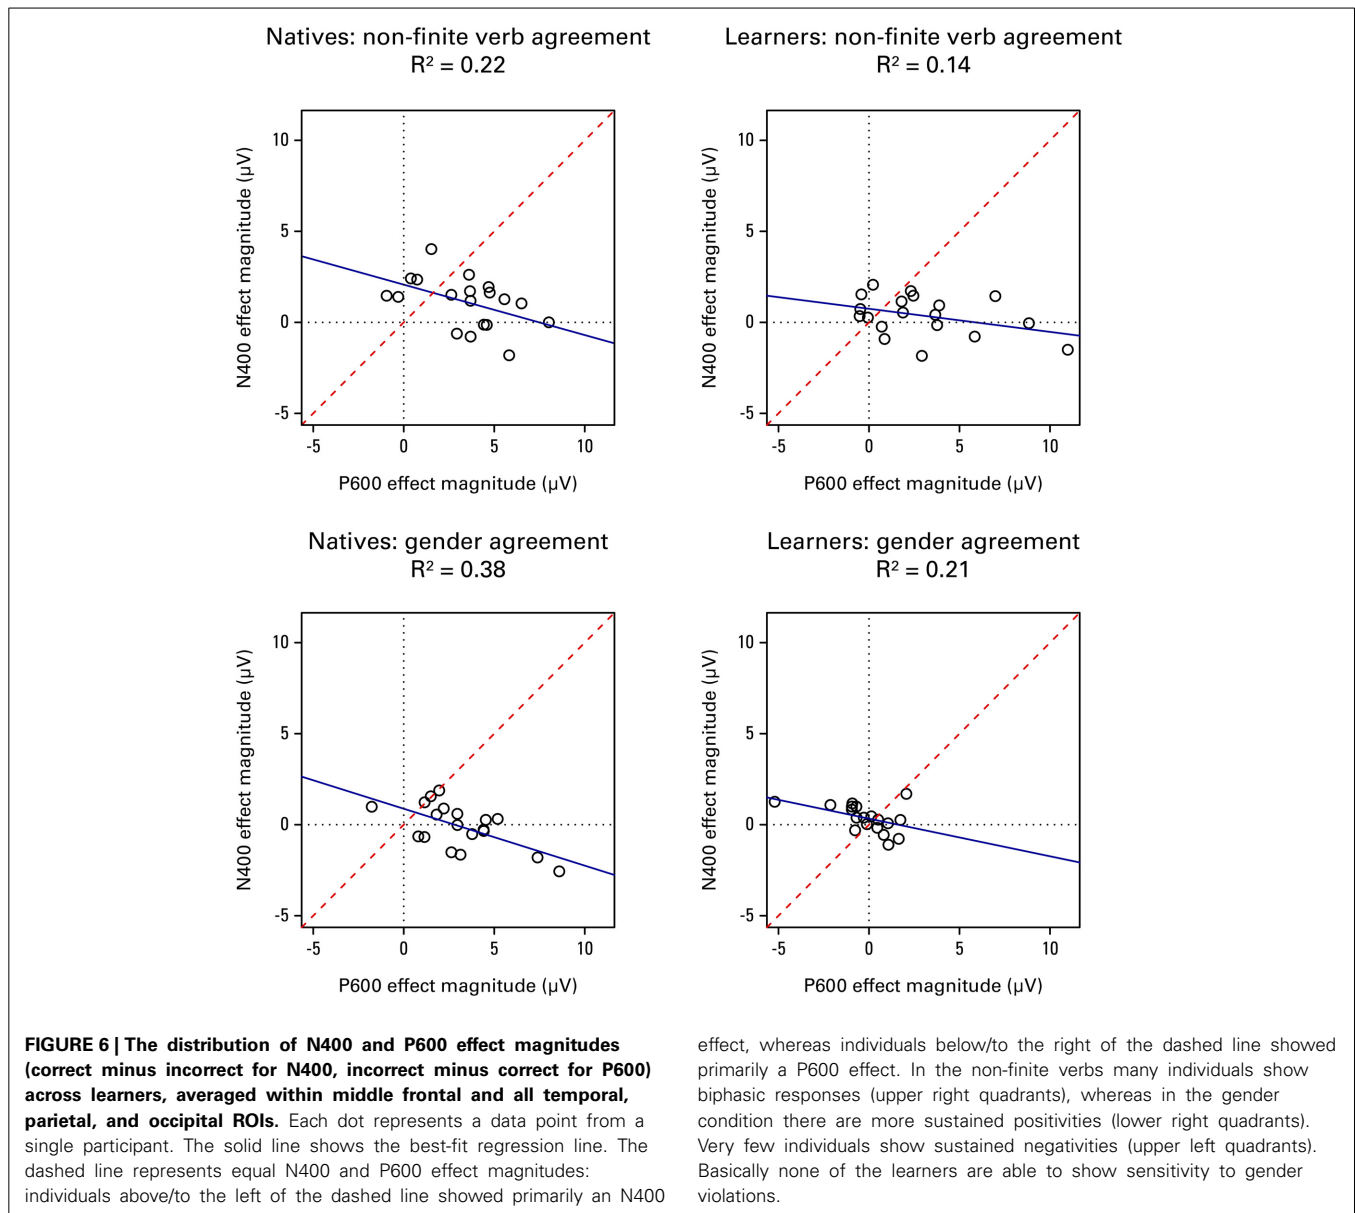 Natives: non-finite verb agreement
R² = 0.22
Learners: non-finite verb agreement
R² = 0.14
N400 effect magnitude (µV)
10
5
0
-5
-5 0 5 10
P600 effect magnitude (µV)
N400 effect magnitude (µV)
10
5
0
-5
-5 0 5 10
P600 effect magnitude (µV)
Natives: gender agreement
R² = 0.38
Learners: gender agreement
R² = 0.21
N400 effect magnitude (µV)
10
5
0
-5
-5 0 5 10
P600 effect magnitude (µV)
N400 effect magnitude (µV)
10
5
0
-5
-5 0 5 10
P600 effect magnitude (µV)
FIGURE 6 | The distribution of N400 and P600 effect magnitudes
(correct minus incorrect for N400, incorrect minus correct for P600)
across learners, averaged within middle frontal and all temporal,
parietal, and occipital ROIs. Each dot represents a data point from a
single participant. The solid line shows the best-fit regression line. The
dashed line represents equal N400 and P600 effect magnitudes:
individuals above/to the left of the dashed line showed primarily an N400
effect, whereas individuals below/to the right of the dashed line showed
primarily a P600 effect. In the non-finite verbs many individuals show
biphasic responses (upper right quadrants), whereas in the gender
condition there are more sustained positivities (lower right quadrants).
Very few individuals show sustained negativities (upper left quadrants).
Basically none of the learners are able to show sensitivity to gender
violations.